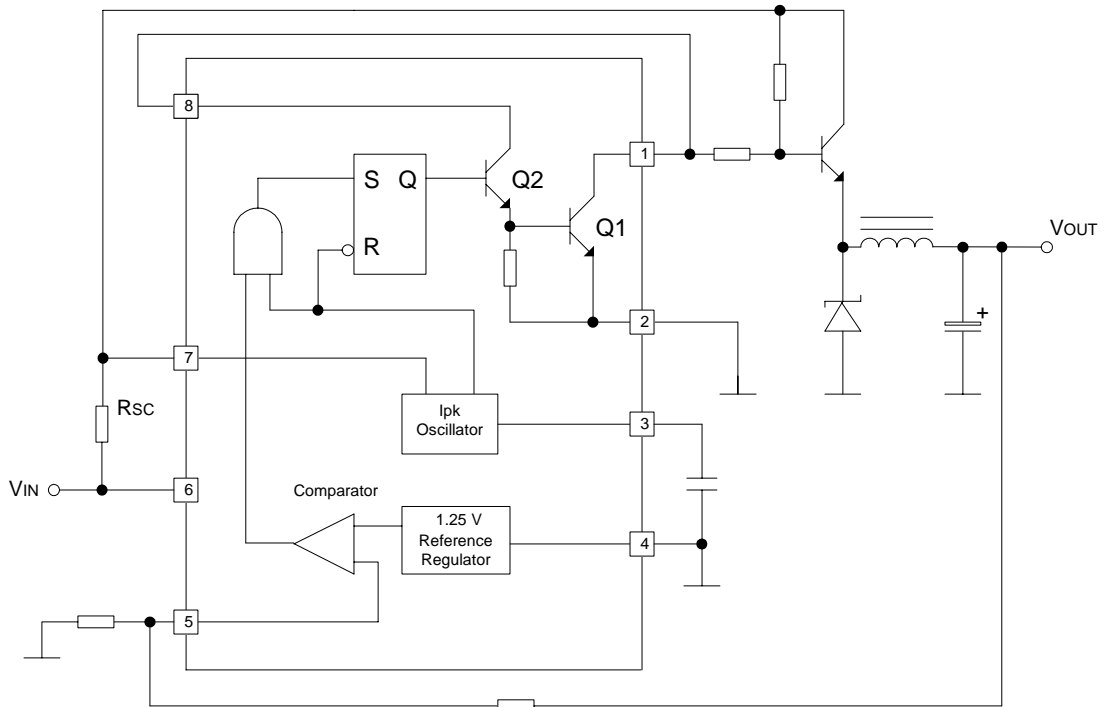 8
1
S Q
Q2
R
Q1
VOUT
+
2
7
RSC
Ipk
Oscillator
3
VIN
6
Comparator
1.25 V
Reference
Regulator
4
5